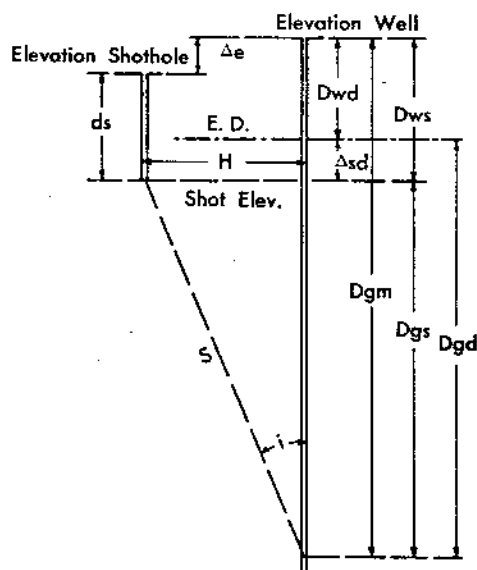 Elevation Well
Elevation Shothole
Δe
Dwd
Dws
ds
E. D.
H
Δsd
Shot Elev.
Dgm
Dgs
Dgd
S
i